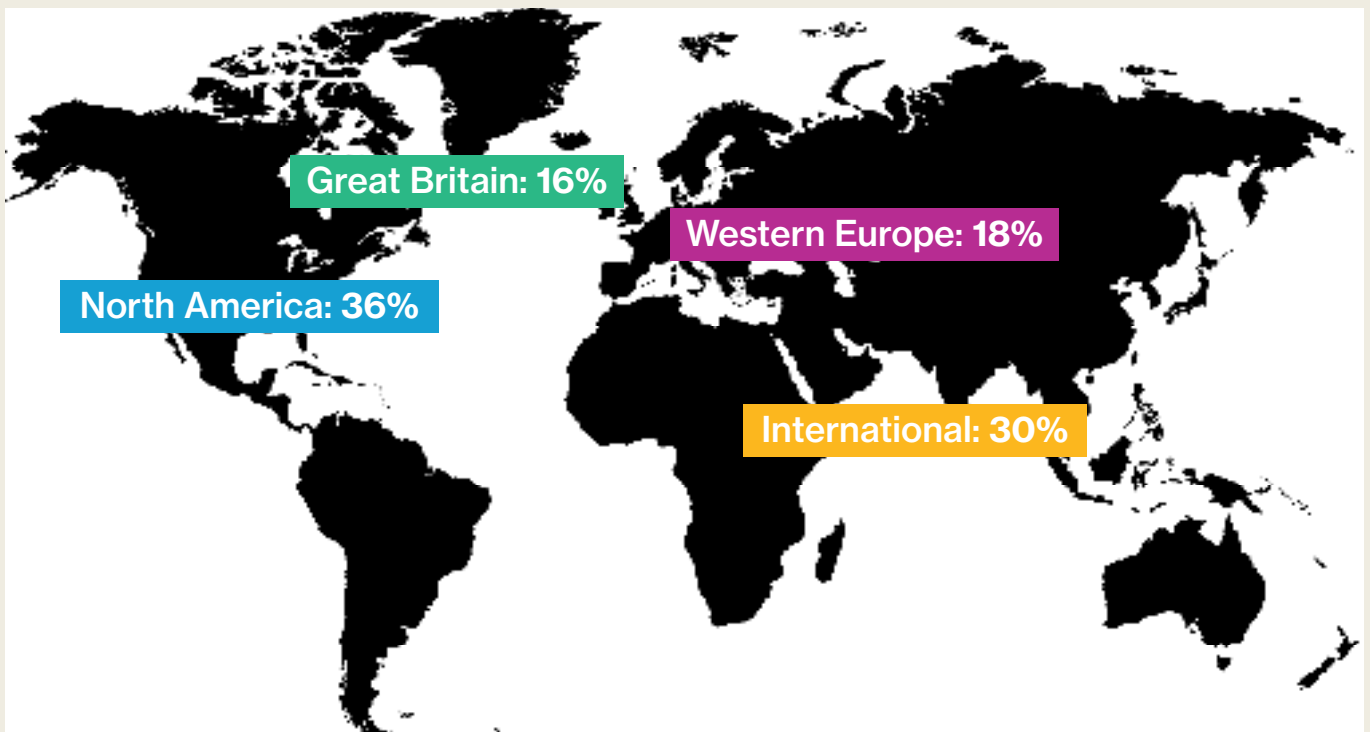 Great Britain: 16%
Western Europe: 18%
North America: 36%
International: 30%